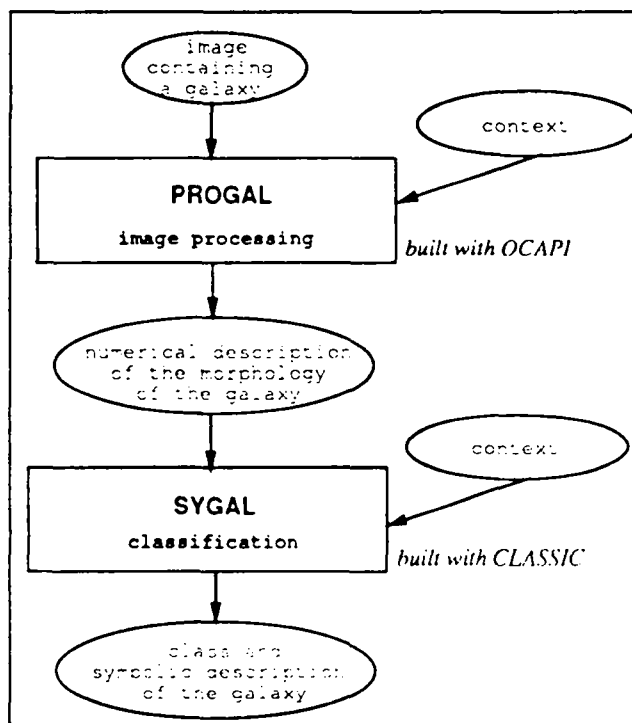 image
containing
a galaxy
context
PROGAL
image processing
built with OCAPI
numerical description
of the morphology
of the galaxy
context
SYGAL
classification
built with CLASSIC
class and
symbolic description
of the galaxy